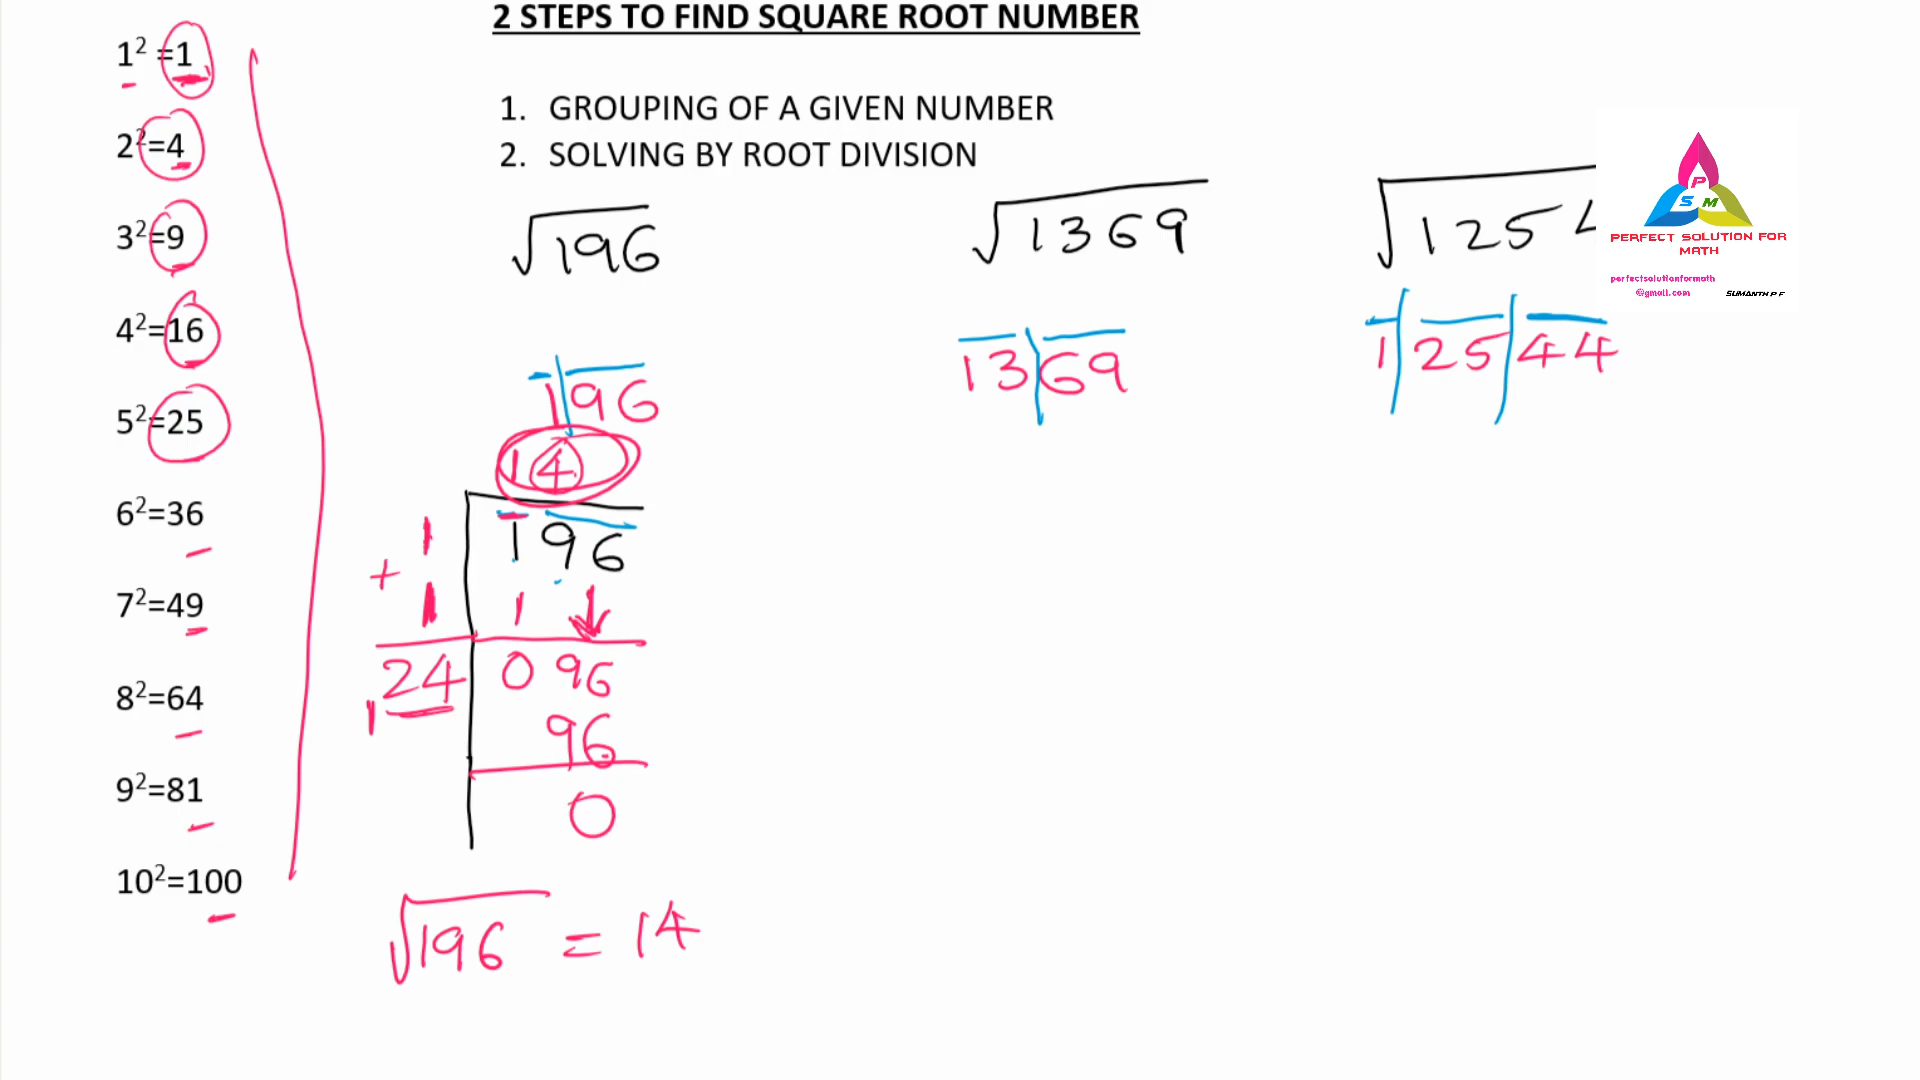 2 STEPS TO FIND SQUARE ROOT NUMBER
1. GROUPING OF A GIVEN NUMBER
2. SOLVING BY ROOT DIVISION
1² =1
2²=4
3²=9
4²=16
5²=25
6²=36
7²=49
8²=64
9²=81
10²=100
√196
1 96
14
1 196
+ 1 1
24 0 96
1 96
0
√196 = 14
√1369
13 69
√1254
1 25 44
P
S M
PERFECT SOLUTION FOR
MATH
perfectsolutionformath
@gmail.com
SUMANTH P F